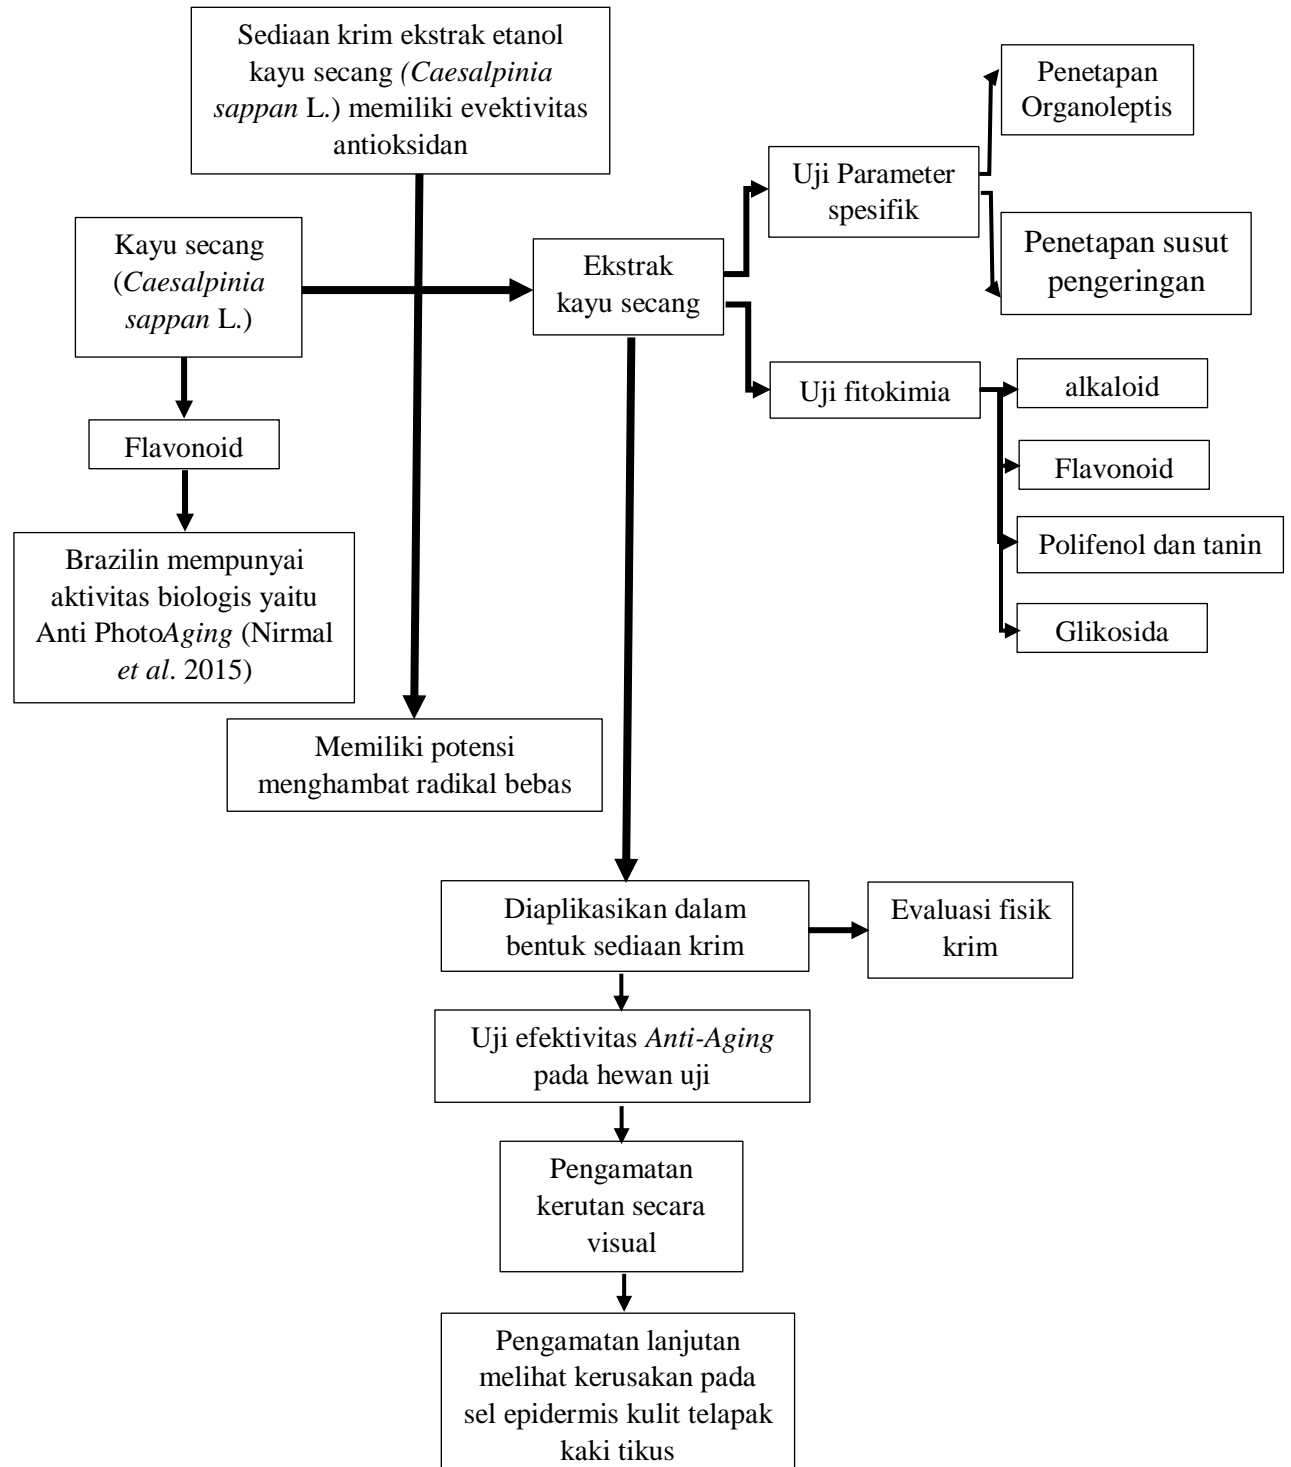 Sediaan krim ekstrak etanol
kayu secang (Caesalpinia
sappan L.) memiliki evektivitas
antioksidan
Penetapan
Organoleptis
Uji Parameter
spesifik
Kayu secang
(Caesalpinia
sappan L.)
Ekstrak
kayu secang
Penetapan susut
pengeringan
Uji fitokimia
alkaloid
Flavonoid
Flavonoid
Polifenol dan tanin
Glikosida
Brazilin mempunyai
aktivitas biologis yaitu
Anti PhotoAging (Nirmal
et al. 2015)
Memiliki potensi
menghambat radikal bebas
Diaplikasikan dalam
bentuk sediaan krim
Evaluasi fisik
krim
Uji efektivitas Anti-Aging
pada hewan uji
Pengamatan
kerutan secara
visual
Pengamatan lanjutan
melihat kerusakan pada
sel epidermis kulit telapak
kaki tikus